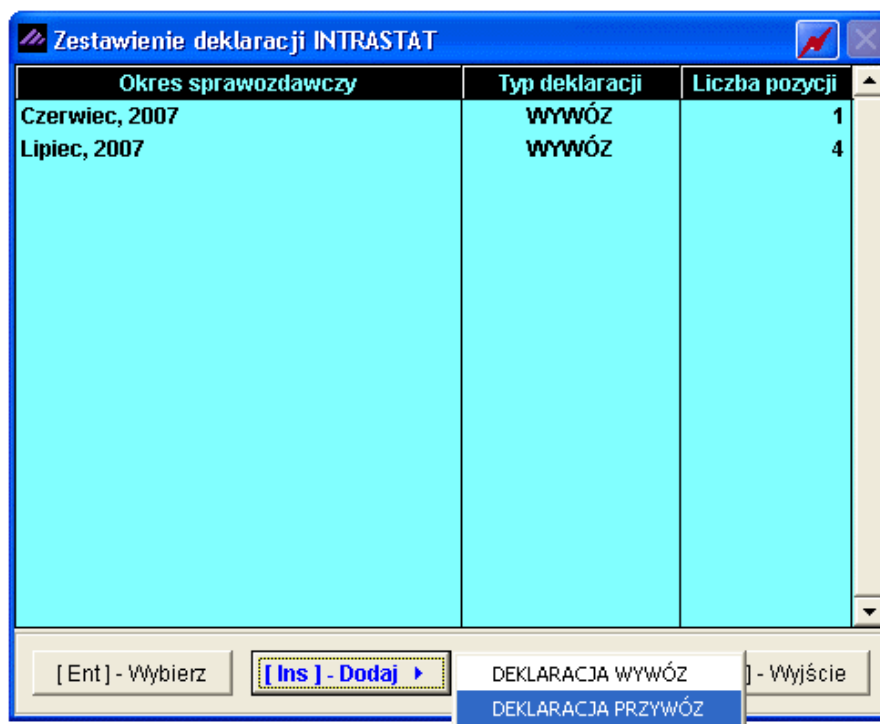 Zestawienie deklaracji INTRASTAT
Okres sprawozdawczy Typ deklaracji Liczba pozycji
Czerwiec, 2007 WYWÓZ 1
Lipiec, 2007 WYWÓZ 4
[ Ent ] - Wybierz [ Ins ] - Dodaj DEKLARACJA WYWÓZ ] - Wyjście
DEKLARACJA PRZYWÓZ